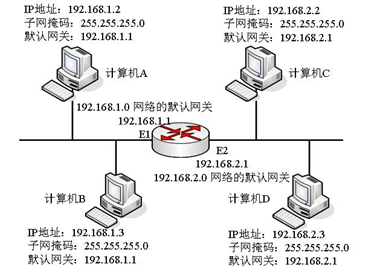 IP地址：192.168.1.2
子网掩码：255.255.255.0
默认网关：192.168.1.1
IP地址：192.168.2.2
子网掩码：255.255.255.0
默认网关：192.168.2.1
计算机A
计算机C
192.168.1.0 网络的默认网关
192.168.1.1
E1
E2
192.168.2.1
192.168.2.0 网络的默认网关
计算机B
计算机D
IP地址：192.168.1.3
子网掩码：255.255.255.0
默认网关：192.168.1.1
IP地址：192.168.2.3
子网掩码：255.255.255.0
默认网关：192.168.2.1